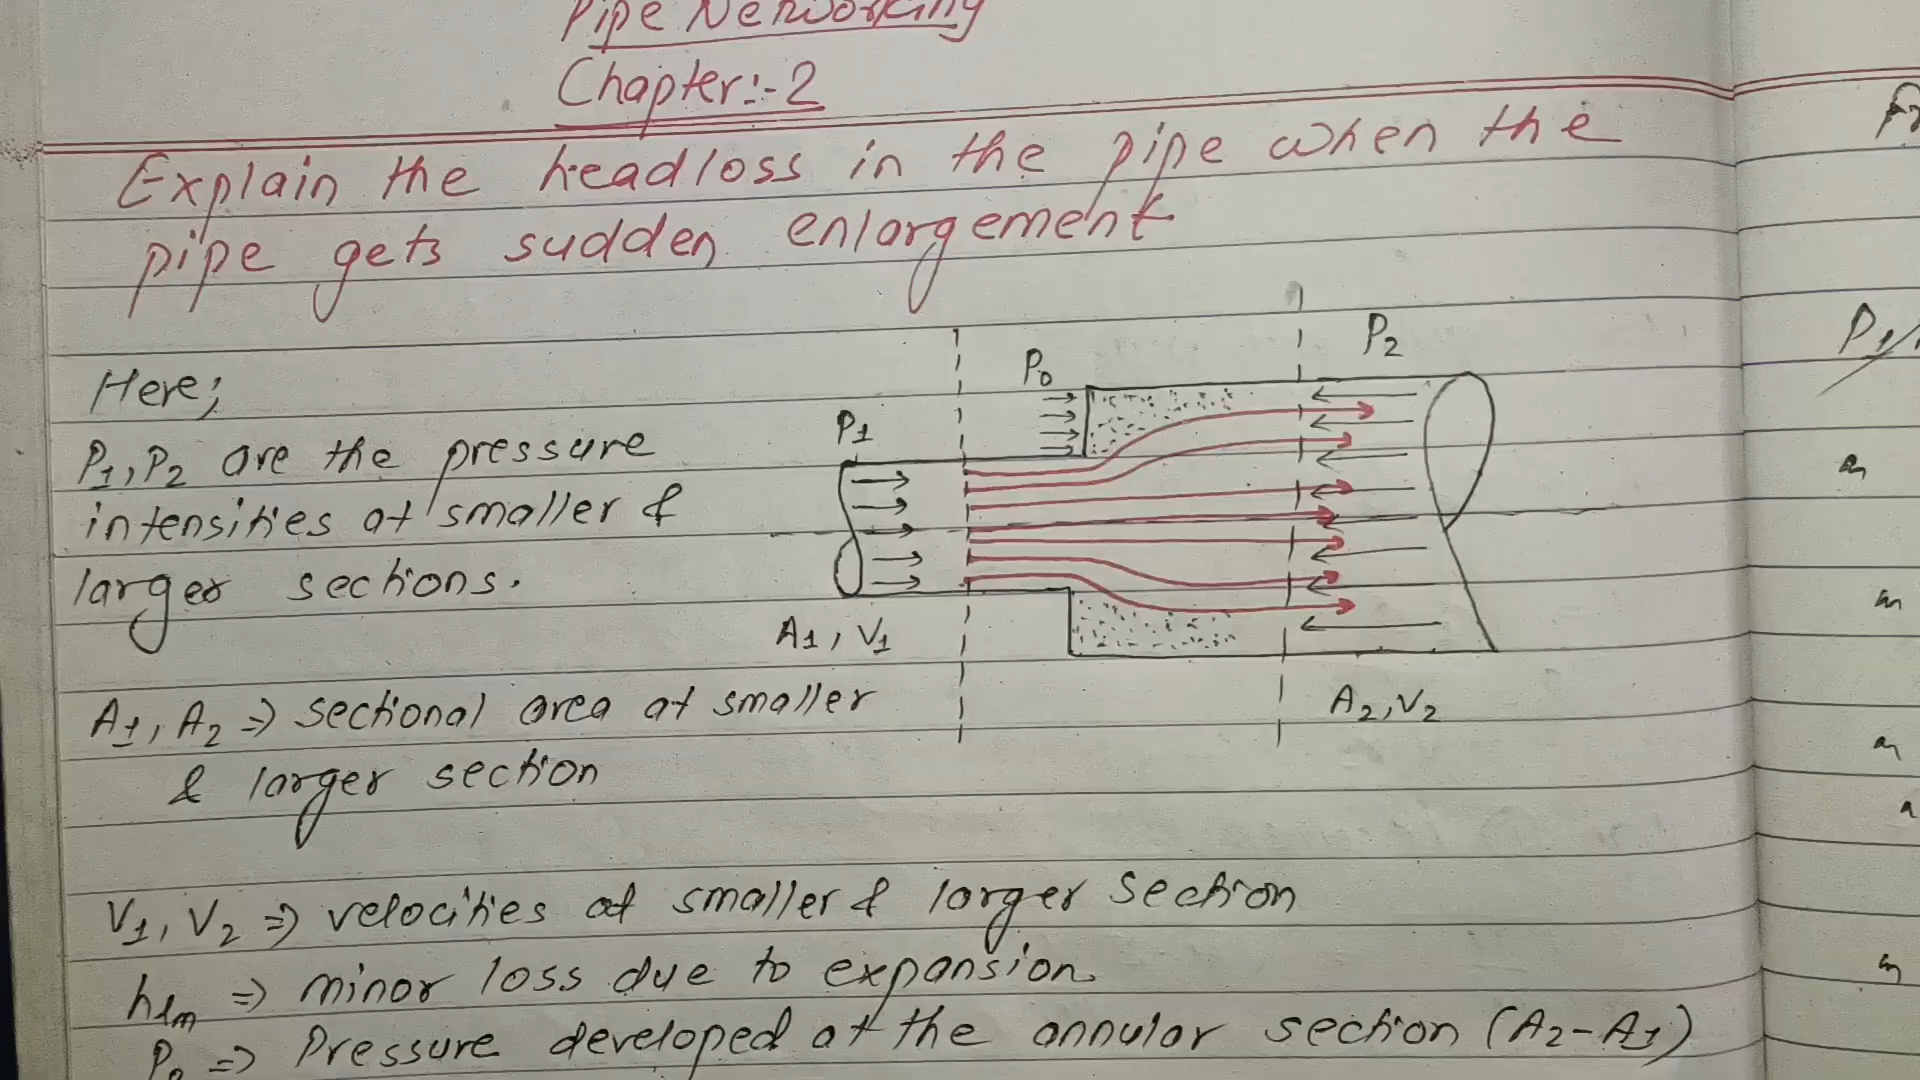 Pipe Networking
Chapter:-2
Explain the headloss in the pipe when the
pipe gets sudden enlargement
Here;
P1, P2 are the pressure
intensities at smaller &
larger sections.
P1
P0
P2
A1, V1
A2, V2
A1, A2 => sectional area at smaller
& larger section
V1, V2 => velocities at smaller & larger section
hlm => minor loss due to expansion.
P0 => Pressure developed at the annular section (A2-A1)
P1/